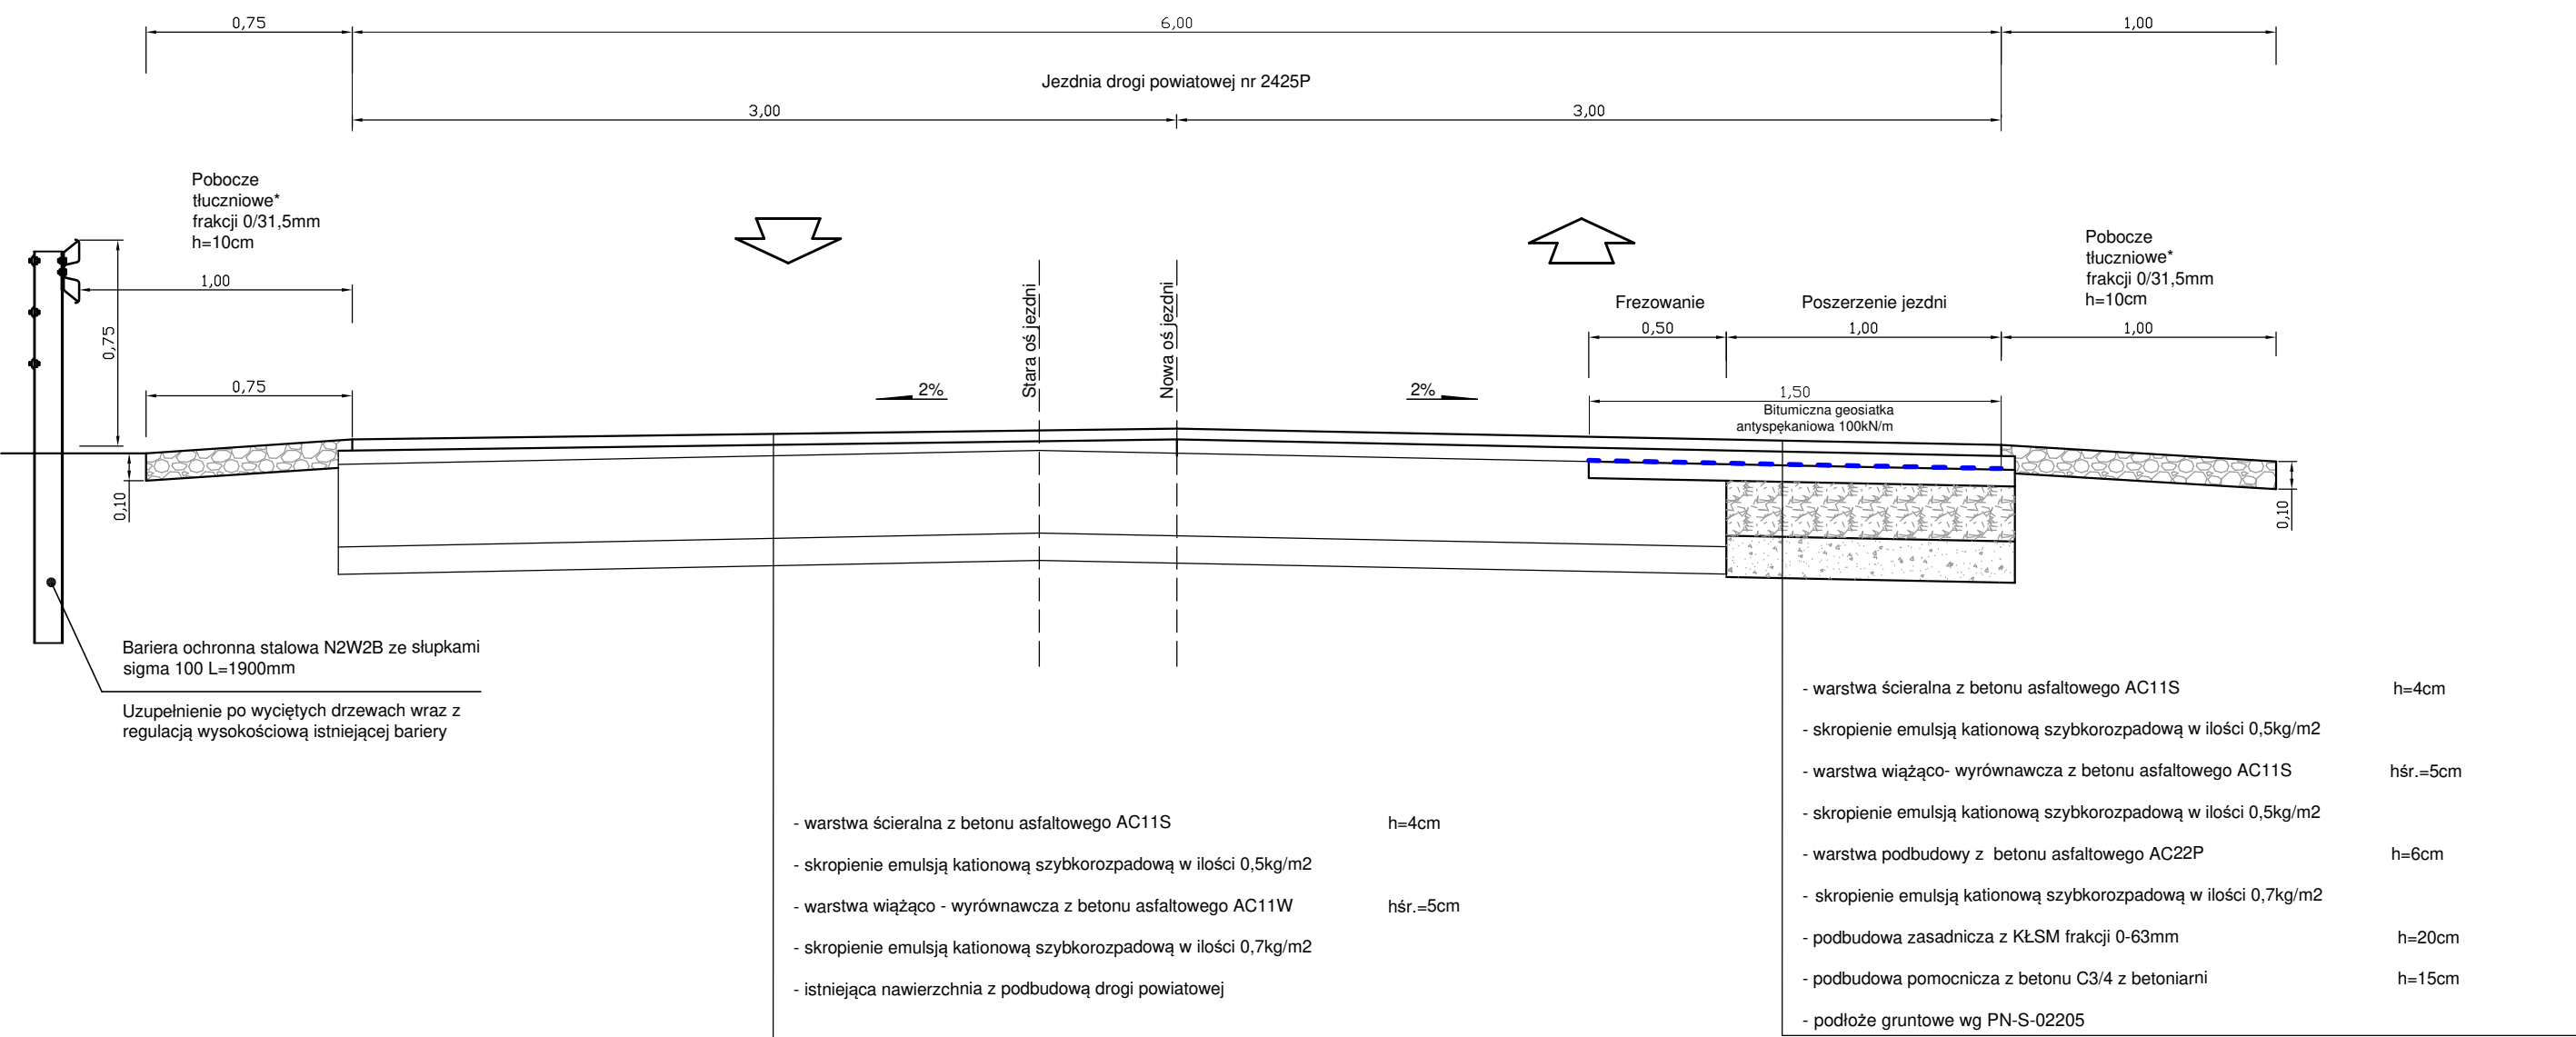 0,75
6,00
1,00
Jezdnia drogi powiatowej nr 2425P
3,00
3,00
Pobocze
tłuczniowe*
frakcji 0/31,5mm
h=10cm
1,00
0,75
0,75
0,10
Stara oś jezdni
Nowa oś jezdni
2%
2%
Frezowanie
0,50
Poszerzenie jezdni
1,00
Pobocze
tłuczniowe*
frakcji 0/31,5mm
h=10cm
1,00
1,50
Bitumiczna geosiatka
antyspękaniowa 100kN/m
0,10
Bariera ochronna stalowa N2W2B ze słupkami
sigma 100 L=1900mm
Uzupełnienie po wyciętych drzewach wraz z
regulacją wysokościową istniejącej bariery
- warstwa ścieralna z betonu asfaltowego AC11S h=4cm
- skropienie emulsją kationową szybkorozpadową w ilości 0,5kg/m2
- warstwa wiążąco - wyrównawcza z betonu asfaltowego AC11W hśr.=5cm
- skropienie emulsją kationową szybkorozpadową w ilości 0,7kg/m2
- istniejąca nawierzchnia z podbudową drogi powiatowej
- warstwa ścieralna z betonu asfaltowego AC11S h=4cm
- skropienie emulsją kationową szybkorozpadową w ilości 0,5kg/m2
- warstwa wiążąco- wyrównawcza z betonu asfaltowego AC11S hśr.=5cm
- skropienie emulsją kationową szybkorozpadową w ilości 0,5kg/m2
- warstwa podbudowy z betonu asfaltowego AC22P h=6cm
- skropienie emulsją kationową szybkorozpadową w ilości 0,7kg/m2
- podbudowa zasadnicza z KŁSM frakcji 0-63mm h=20cm
- podbudowa pomocnicza z betonu C3/4 z betoniarni h=15cm
- podłoże gruntowe wg PN-S-02205